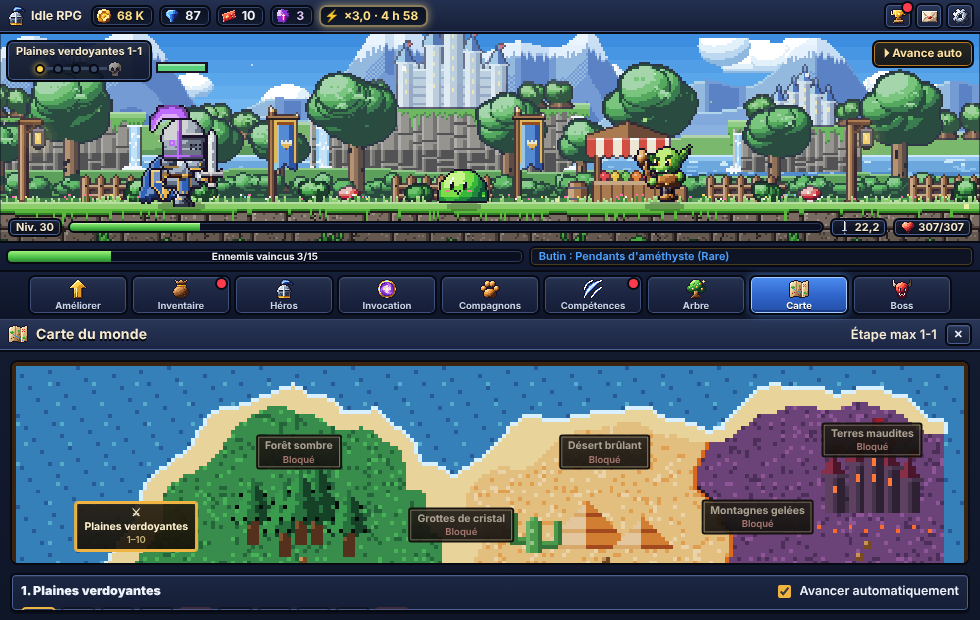 Idle RPG
68 K
87
10
3
×3,0 · 4 h 58
Plaines verdoyantes 1-1
Avance auto
Niv. 30
22,2
307/307
Ennemis vaincus 3/15
Butin : Pendants d'améthyste (Rare)
Améliorer
Inventaire
Héros
Invocation
Compagnons
Compétences
Arbre
Carte
Boss
Carte du monde
Étape max 1-1
Forêt sombre
Bloqué
Désert brûlant
Bloqué
Terres maudites
Bloqué
Plaines verdoyantes
1–10
Grottes de cristal
Bloqué
Montagnes gelées
Bloqué
1. Plaines verdoyantes
Avancer automatiquement